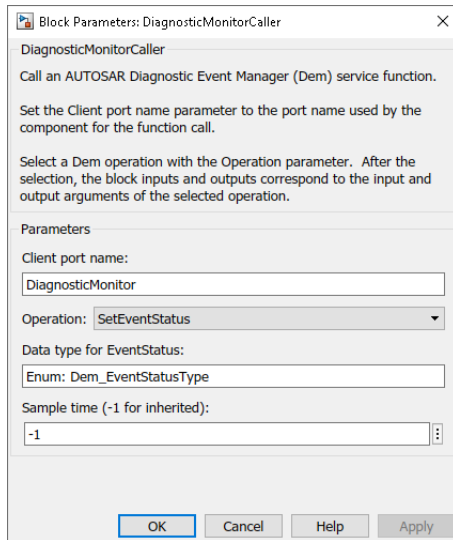 Block Parameters: DiagnosticMonitorCaller
DiagnosticMonitorCaller
Call an AUTOSAR Diagnostic Event Manager (Dem) service function.
Set the Client port name parameter to the port name used by the
component for the function call.
Select a Dem operation with the Operation parameter.  After the
selection, the block inputs and outputs correspond to the input and
output arguments of the selected operation.
Parameters
Client port name:
DiagnosticMonitor
Operation: SetEventStatus
Data type for EventStatus:
Enum: Dem_EventStatusType
Sample time (-1 for inherited):
-1
OK Cancel Help Apply